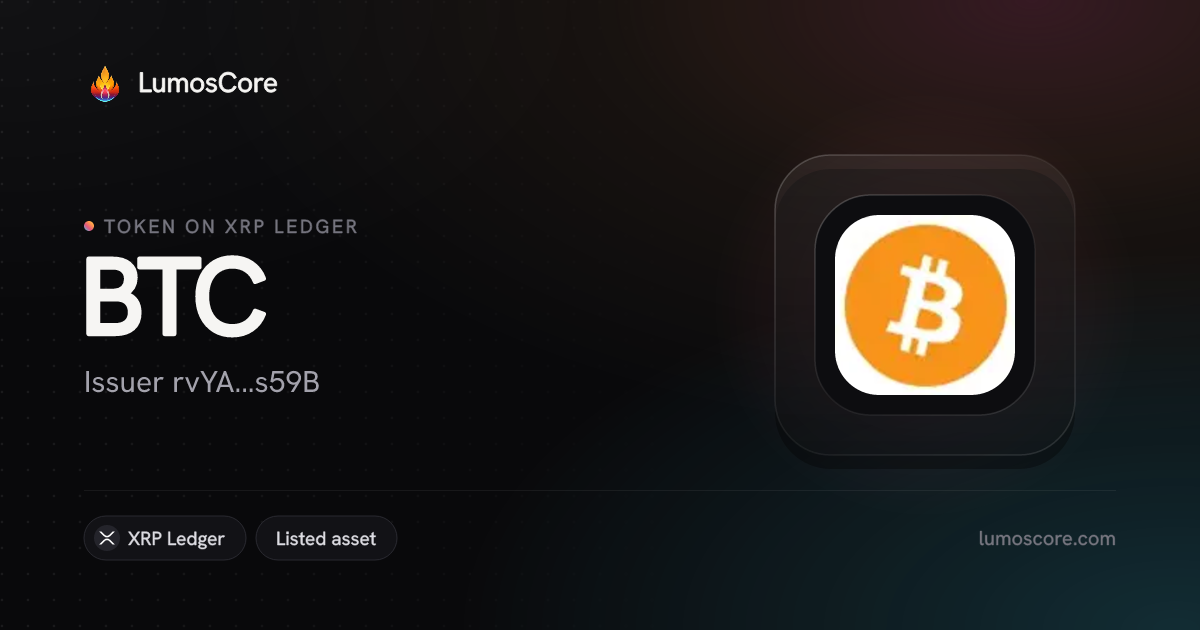 LumosCore
TOKEN ON XRP LEDGER
BTC
Issuer rvYA...s59B
XRP Ledger
Listed asset
lumoscore.com